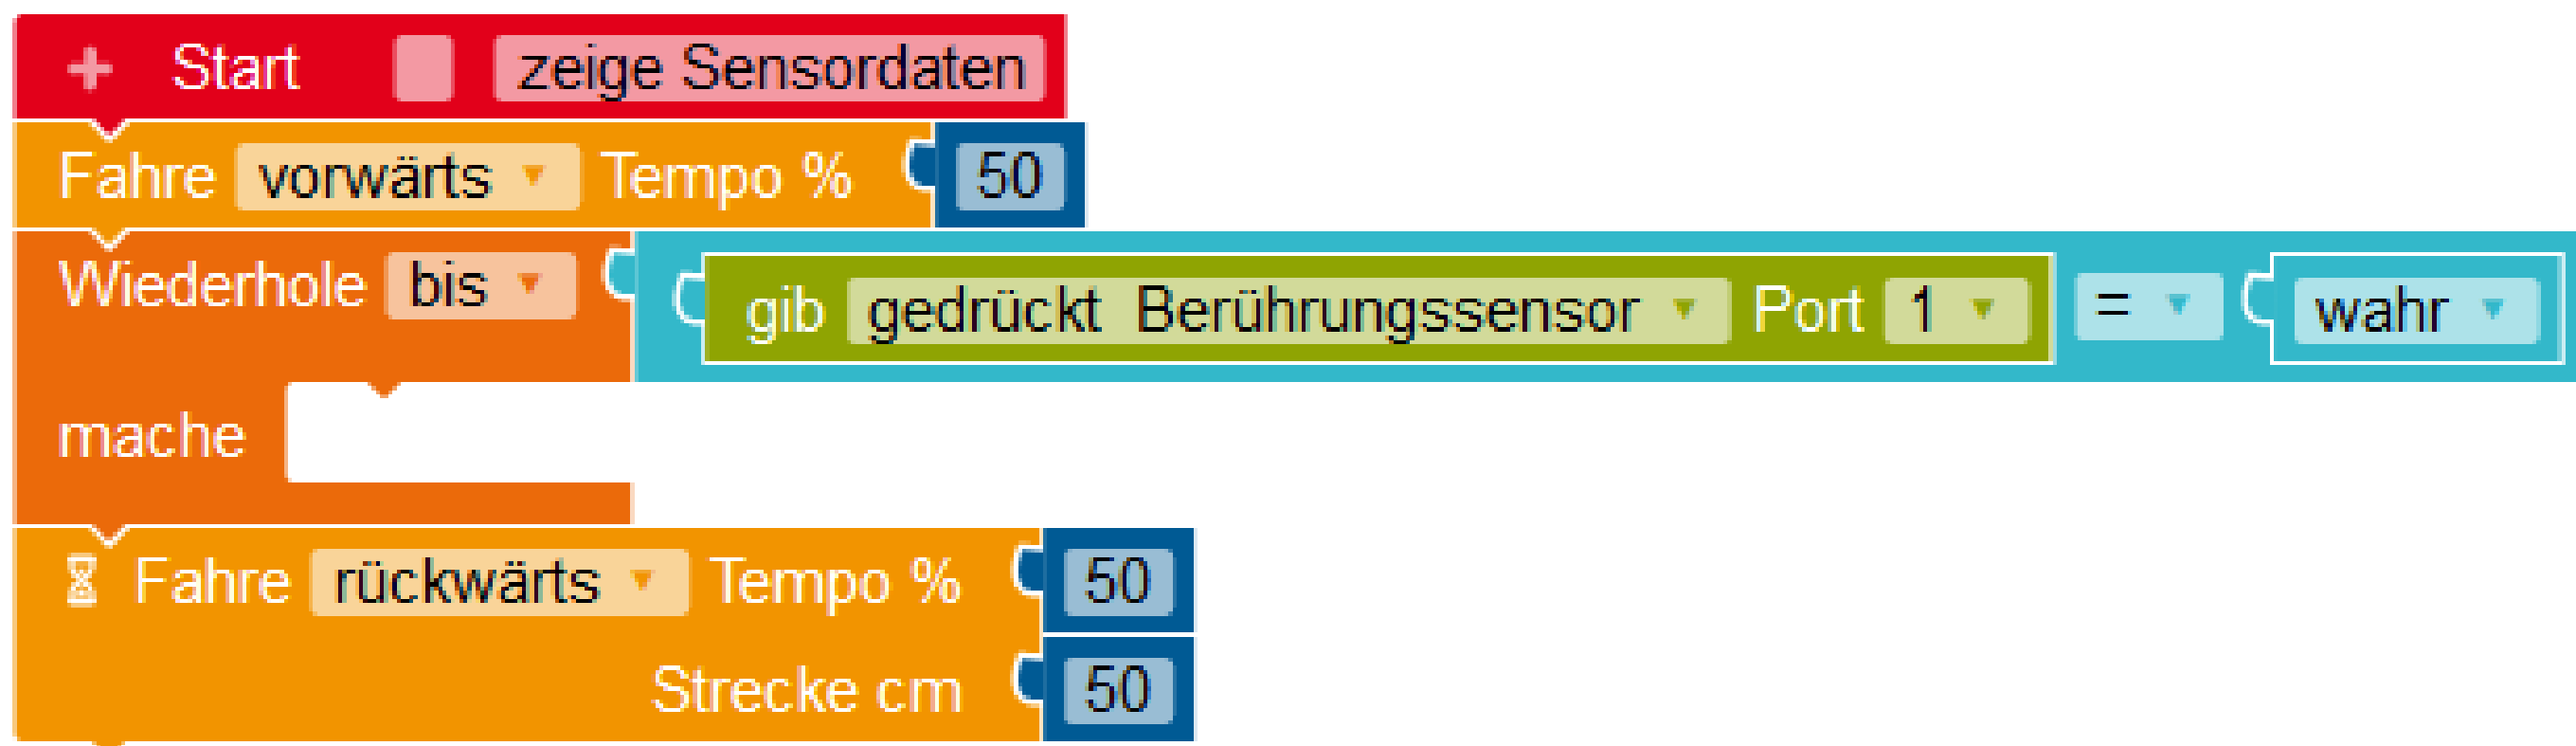 + Start zeige Sensordaten
Fahre vorwärts Tempo % 50
Wiederhole bis gib gedrückt Berührungssensor Port 1 = wahr
mache
Fahre rückwärts Tempo % 50
Strecke cm 50